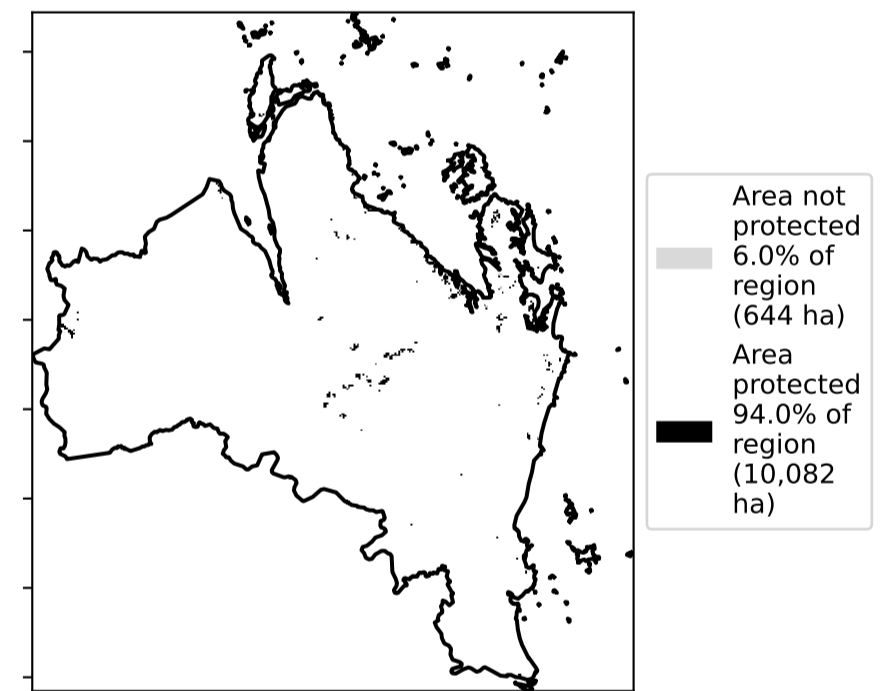 Area not
protected
6.0% of
region
(644 ha)
Area
protected
94.0% of
region
(10,082
ha)